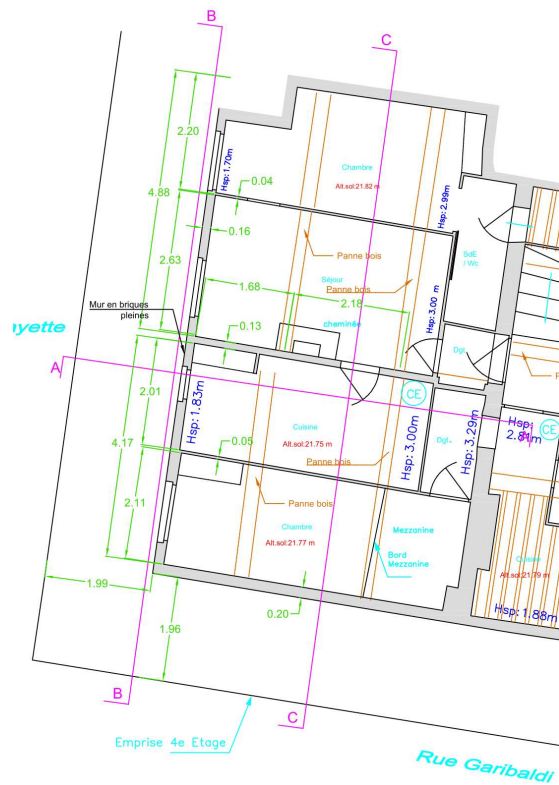 B
C
2.20
4.88
Hsp: 1.70m
0.04
Chambre
Alt.sol:21.82 m
Hsp: 2.99m
0.16
2.63
SdE
/ Wc
Panne bois
Panne bois
Séjour
1.68
2.18
cheminée
Hsp: 3.00 m
Mur en briques
pleines
0.13
ayette
A
Dgt
2.01
Hsp: 1.83m
CE
4.17
Cuisine
Alt.sol:21.75 m
Hsp: 3.00m
Dgt.
Hsp: 3.29m
Hsp:
2.81m
A
CE
0.05
Panne bois
Panne bois
2.11
Chambre
Alt.sol:21.77 m
Mezzanine
Bord
Mezzanine
Cuisine
Alt.sol:21.79 m
Hsp: 1.88m
1.99
0.20
1.96
B
C
Emprise 4e Etage
Rue Garibaldi